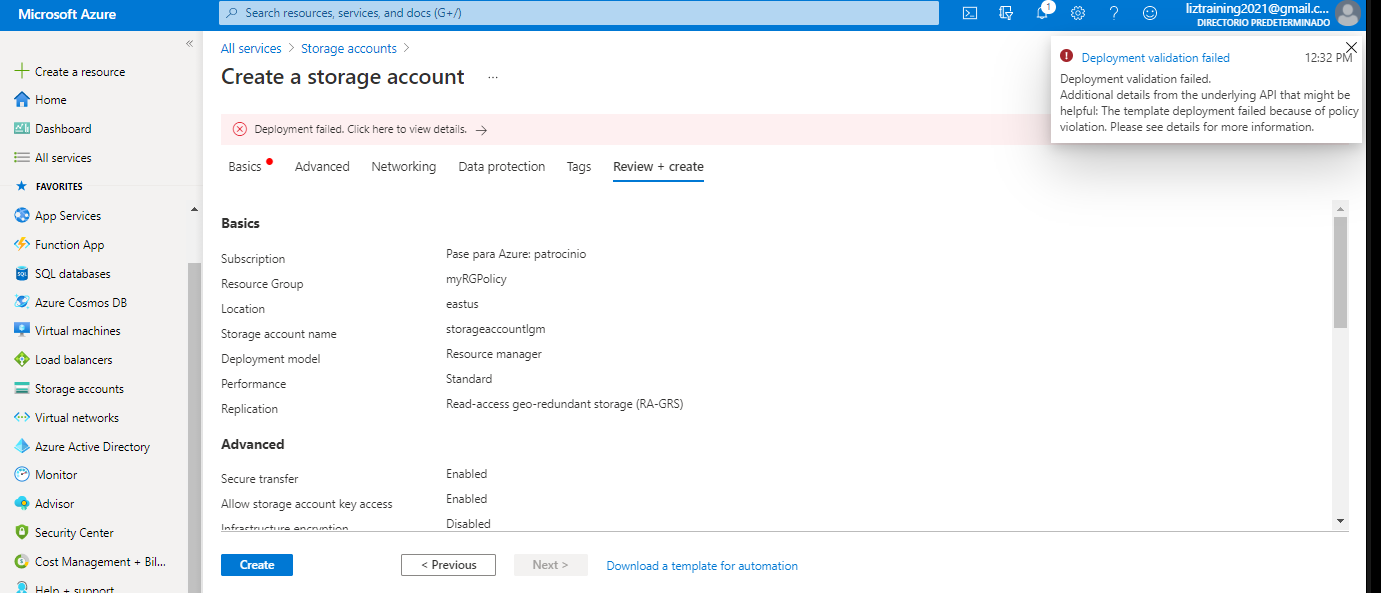 Microsoft Azure
Search resources, services, and docs (G+/)
1
liztraining2021@gmail.c...
DIRECTORIO PREDETERMINADO
«
Create a resource
Home
Dashboard
All services
FAVORITES
App Services
Function App
SQL databases
Azure Cosmos DB
Virtual machines
Load balancers
Storage accounts
Virtual networks
Azure Active Directory
Monitor
Advisor
Security Center
Cost Management + Bil...
Help + support
All services > Storage accounts >
Create a storage account ...
Deployment failed. Click here to view details. →
Deployment validation failed 12:32 PM
Deployment validation failed.
Additional details from the underlying API that might be
helpful: The template deployment failed because of policy
violation. Please see details for more information.
Basics Advanced Networking Data protection Tags Review + create
Basics
Subscription Pase para Azure: patrocinio
Resource Group myRGPolicy
Location eastus
Storage account name storageaccountlgm
Deployment model Resource manager
Performance Standard
Replication Read-access geo-redundant storage (RA-GRS)
Advanced
Secure transfer Enabled
Allow storage account key access Enabled
Infrastructure encryption Disabled
Create < Previous Next > Download a template for automation